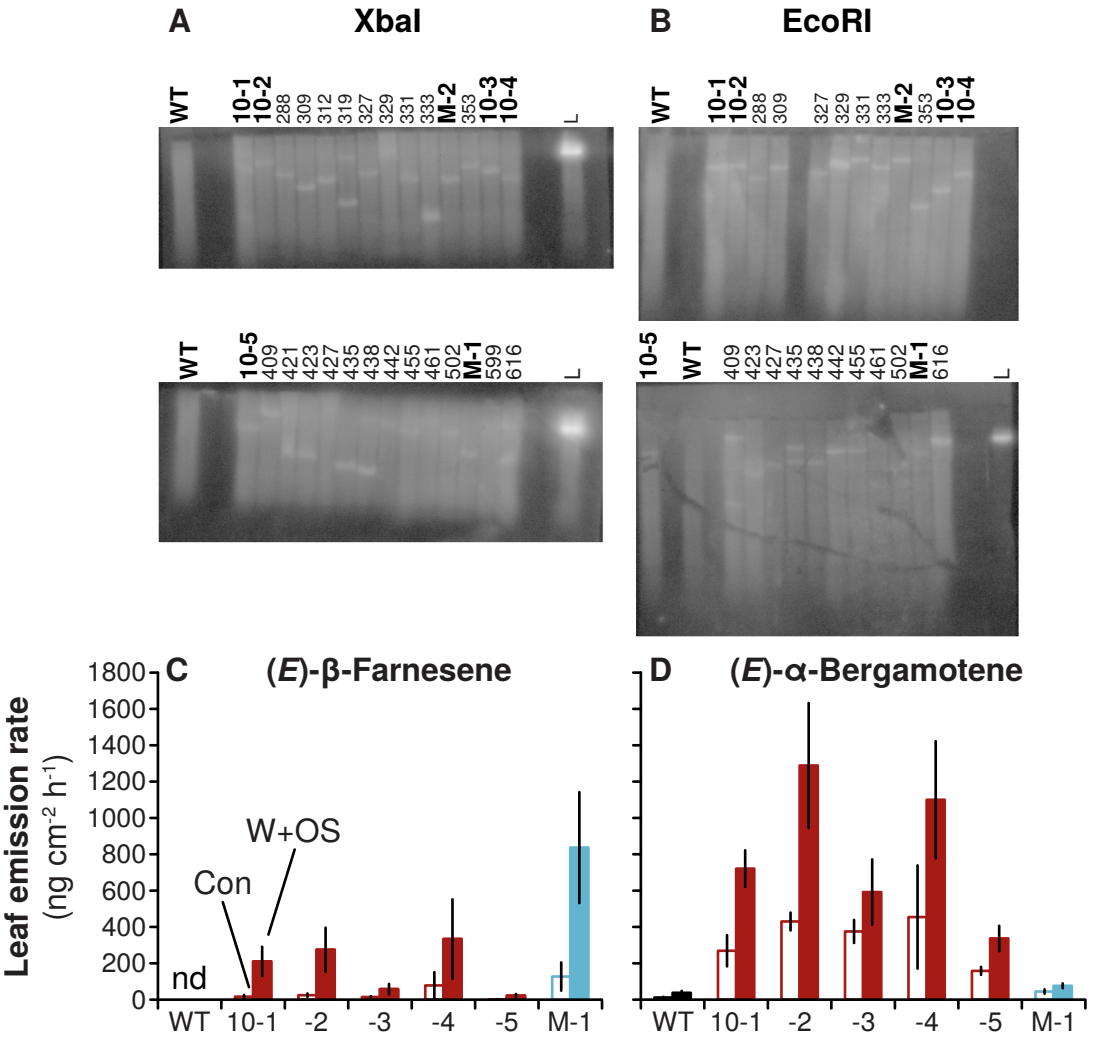 A XbaI
WT 10-1 10-2 288 309 312 319 327 329 331 333 M-2 353 10-3 10-4 L
WT 10-5 409 421 423 427 435 438 442 455 461 502 M-1 599 616 L
B EcoRI
WT 10-1 10-2 288 309 327 329 331 333 M-2 353 10-3 10-4
10-5 WT 409 423 427 435 438 442 455 461 502 M-1 616 L
Leaf emission rate
(ng cm⁻² h⁻¹)
C (E)-β-Farnesene
1800
1600
1400
1200
1000
800
600
400
200
0
W+OS
Con
nd
WT 10-1 -2 -3 -4 -5 M-1
D (E)-α-Bergamotene
WT 10-1 -2 -3 -4 -5 M-1